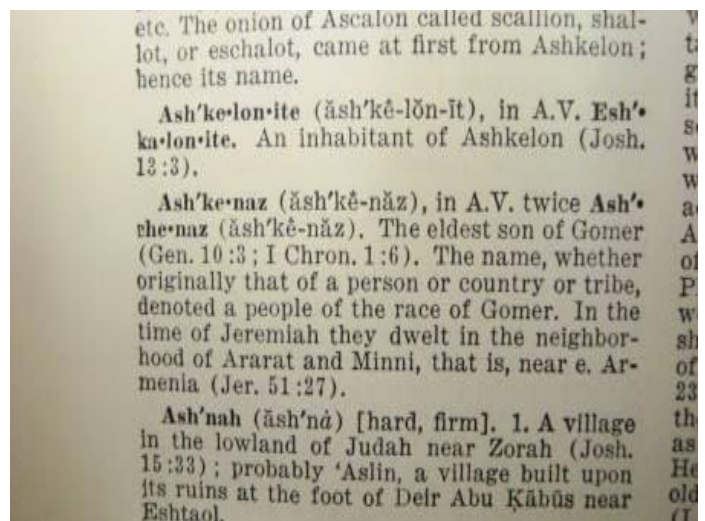 etc. The onion of Ascalon called scallion, shal-
lot, or eschalot, came at first from Ashkelon;
hence its name.
Ash′ke•lon•ite (ăsh′kê-lŏn-īt), in A.V. Esh′•
ka•lon•ite. An inhabitant of Ashkelon (Josh.
13:3).
Ash′ke•naz (ăsh′kê-năz), in A.V. twice Ash′•
che•naz (ăsh′kê-năz). The eldest son of Gomer
(Gen. 10:3; I Chron. 1:6). The name, whether
originally that of a person or country or tribe,
denoted a people of the race of Gomer. In the
time of Jeremiah they dwelt in the neighbor-
hood of Ararat and Minni, that is, near e. Ar-
menia (Jer. 51:27).
Ash′nah (ăsh′nȧ) [hard, firm]. 1. A village
in the lowland of Judah near Zorah (Josh.
15:33); probably ‘Aslin, a village built upon
its ruins at the foot of Deir Abu Ḳābûs near
Eshtaol.